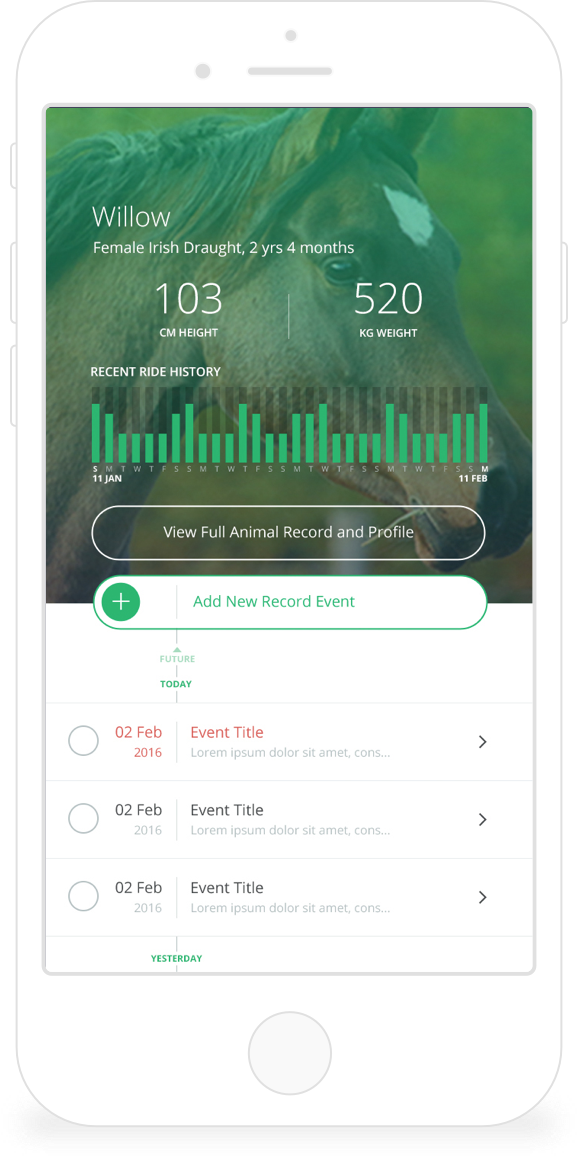 Willow
Female Irish Draught, 2 yrs 4 months
103 520
CM HEIGHT KG WEIGHT
RECENT RIDE HISTORY
S M T W T F S S M T W T F S S M T W T F S S M T W T F S S M
11 JAN 11 FEB
View Full Animal Record and Profile
Add New Record Event
FUTURE
TODAY
02 Feb Event Title
2016 Lorem ipsum dolor sit amet, cons...
02 Feb Event Title
2016 Lorem ipsum dolor sit amet, cons...
02 Feb Event Title
2016 Lorem ipsum dolor sit amet, cons...
YESTERDAY